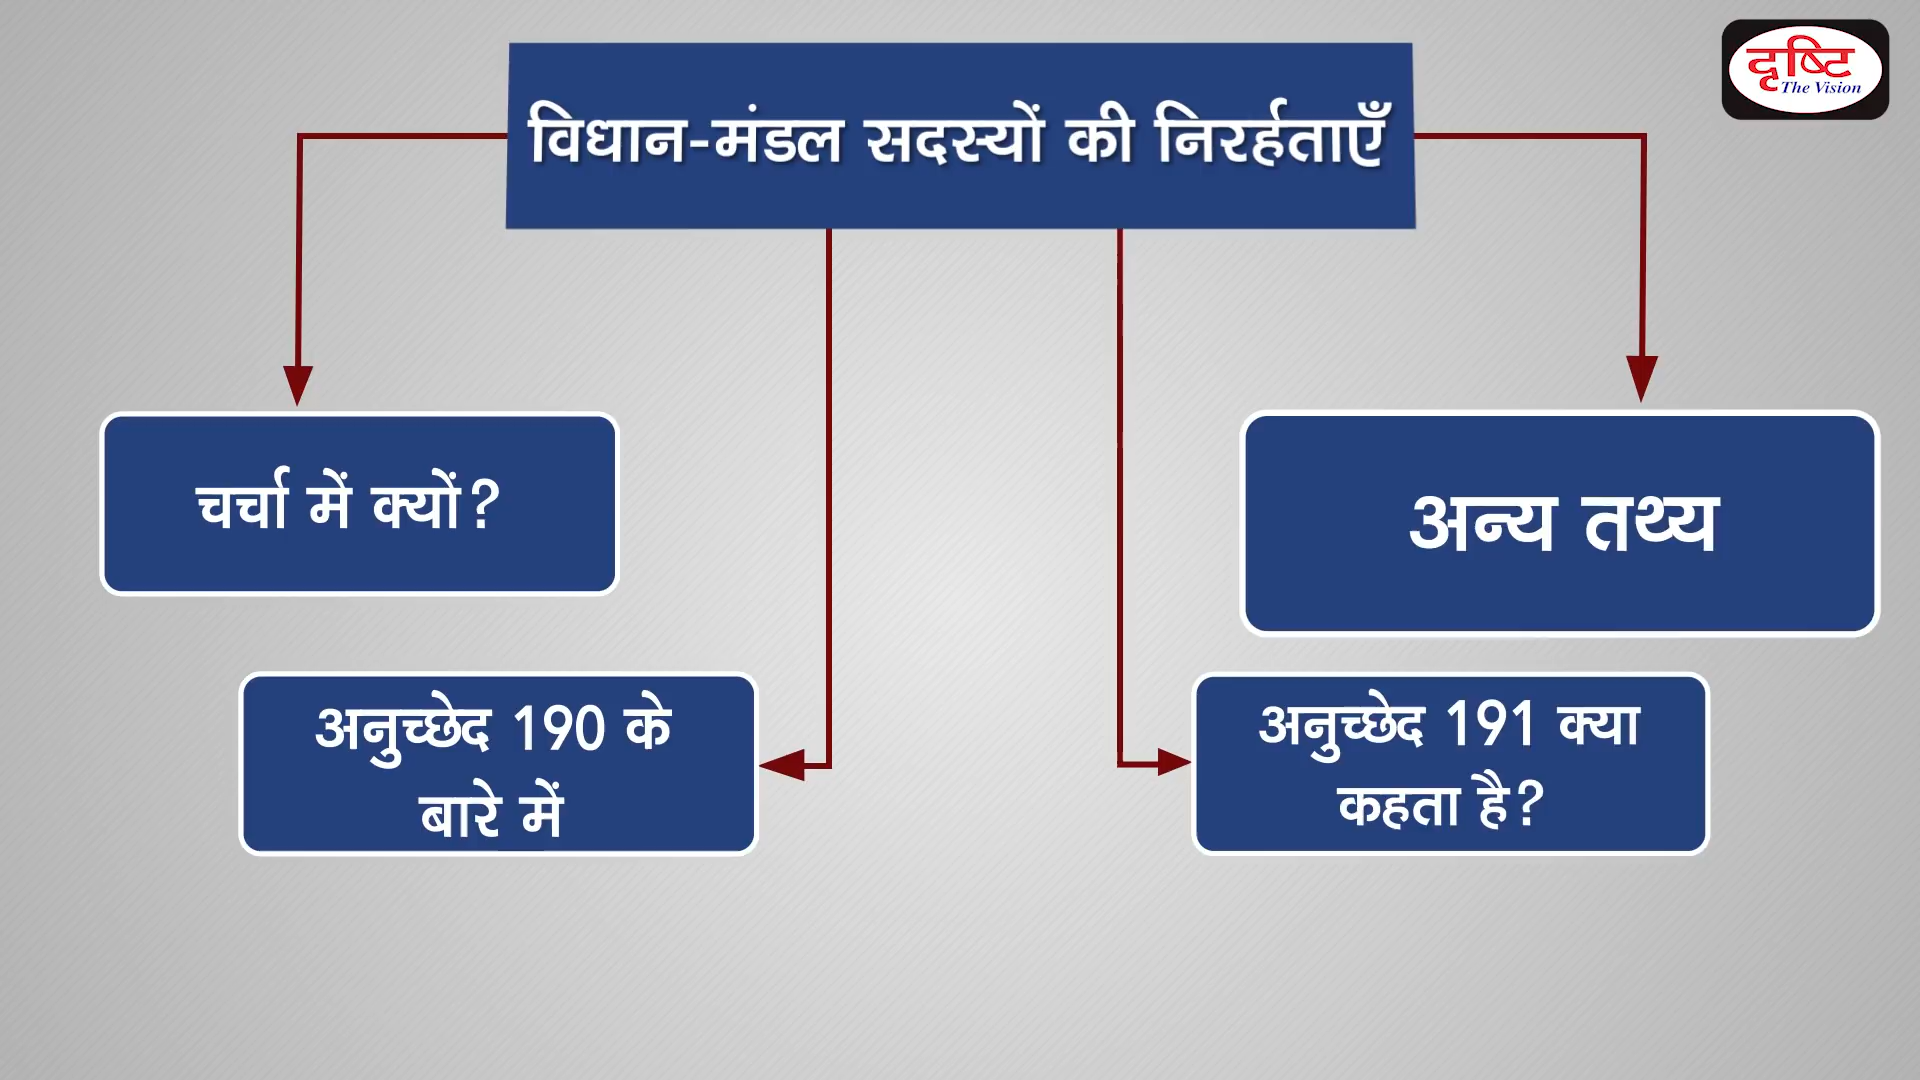 दृष्टि
The Vision
विधान-मंडल सदस्यों की निरर्हताएँ
चर्चा में क्यों?
अन्य तथ्य
अनुच्छेद 190 के
बारे में
अनुच्छेद 191 क्या
कहता है?